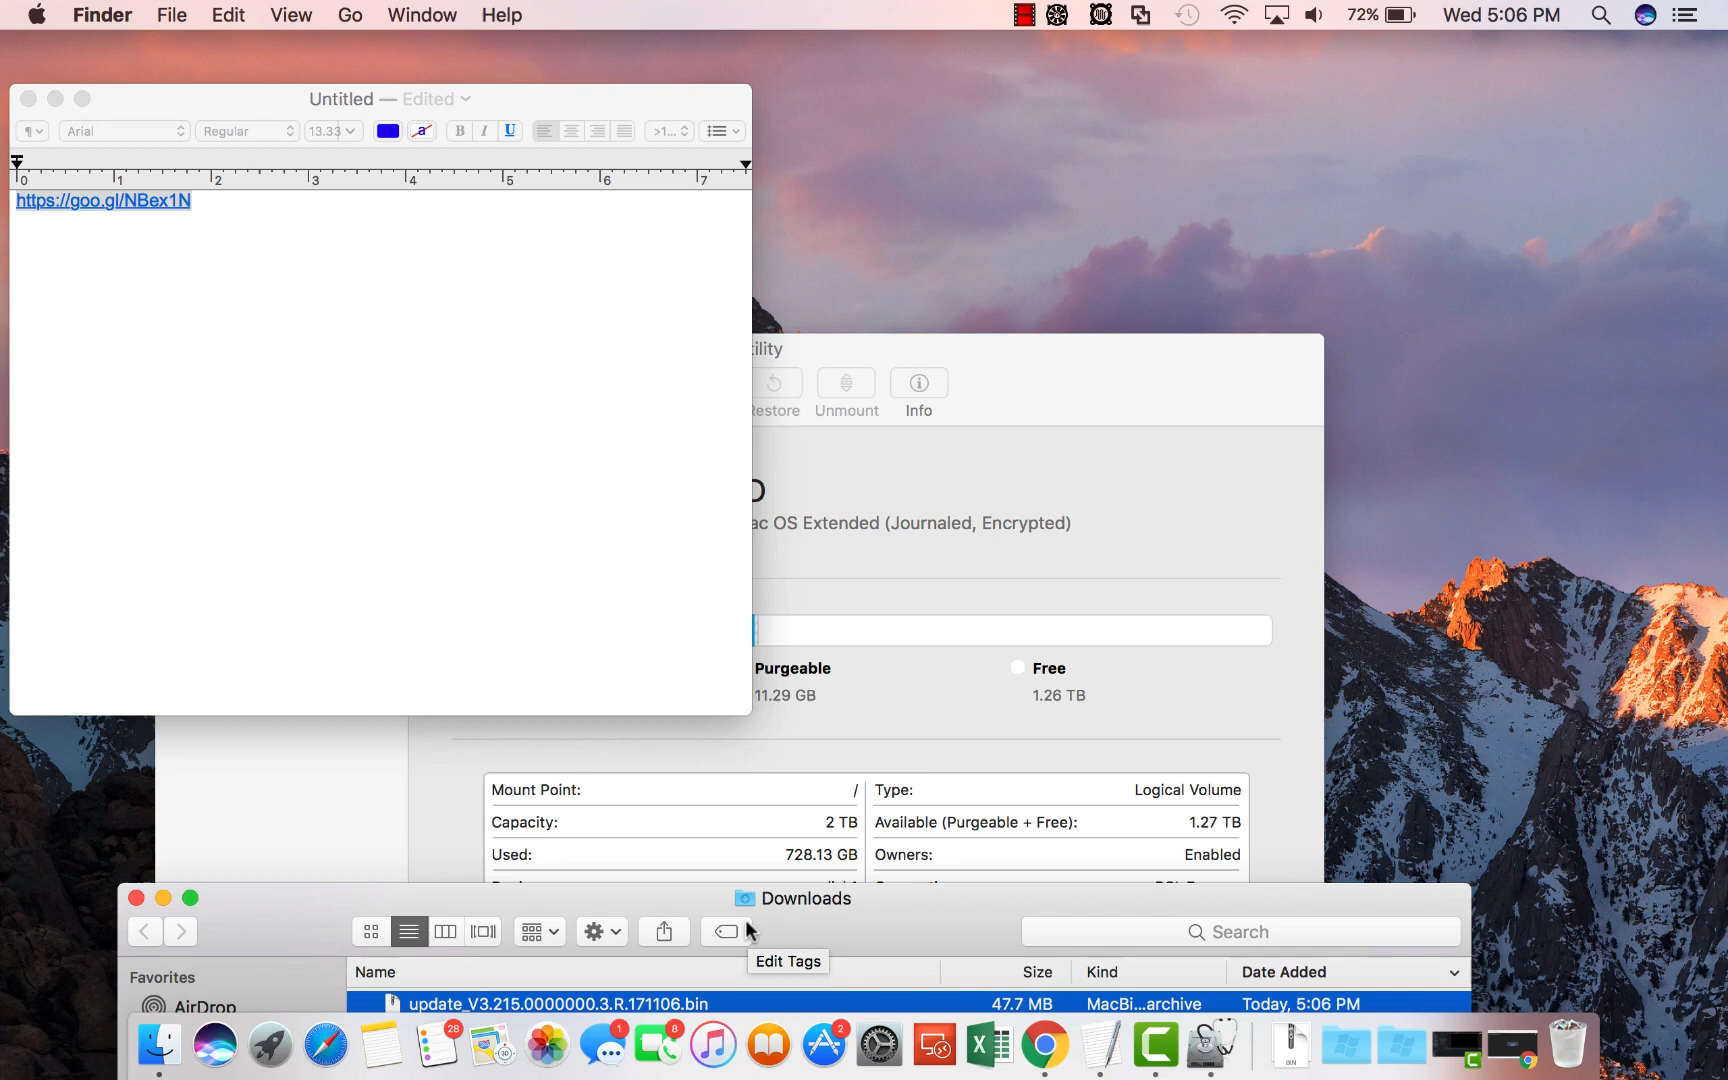 Finder File Edit View Go Window Help 72% Wed 5:06 PM
Untitled — Edited
¶ Arial Regular 13.33 a B I U >1...
0 1 2 3 4 5 6 7
https://goo.gl/NBex1N
tility
Restore Unmount Info
ac OS Extended (Journaled, Encrypted)
Purgeable Free
11.29 GB 1.26 TB
Mount Point: / Type: Logical Volume
Capacity: 2 TB Available (Purgeable + Free): 1.27 TB
Used: 728.13 GB Owners: Enabled
Downloads
Search
Edit Tags
Favorites Name Size Kind Date Added
AirDrop update_V3.215.0000000.3.R.171106.bin 47.7 MB MacBi...archive Today, 5:06 PM
28 1 8 2
BIN